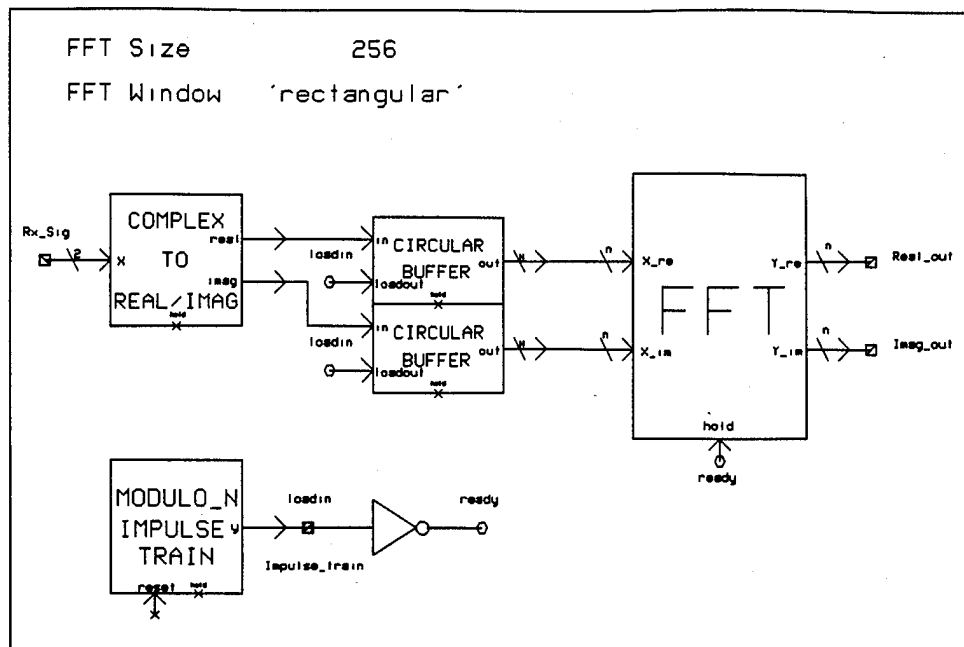 FFT Size 256
FFT Window 'rectangular'
Rx_Sig
2
x
COMPLEX
TO
REAL/IMAG
real
imag
hold
loadin
in
CIRCULAR
BUFFER
out
loadout
hold
loadin
in
CIRCULAR
BUFFER
out
loadout
hold
n
n
n
n
X_re
X_im
FFT
Y_re
Y_im
hold
ready
n
n
Real_out
Imag_out
MODULO_N
IMPULSE
TRAIN
y
reset
hold
loadin
Impulse_train
ready